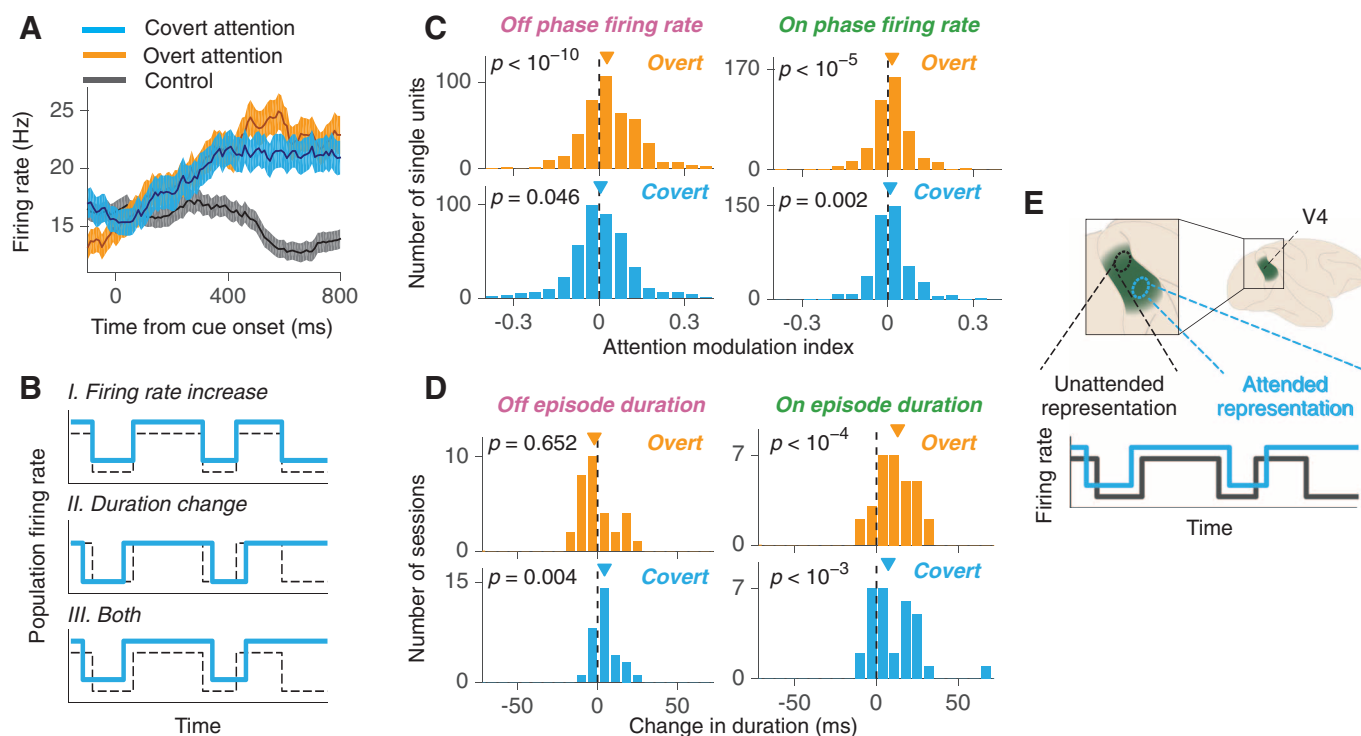 A
Covert attention
Overt attention
Control
Firing rate (Hz)
25
20
15
0
400
800
Time from cue onset (ms)
B
Population firing rate
I. Firing rate increase
II. Duration change
III. Both
Time
C
Off phase firing rate
On phase firing rate
Number of single units
p < 10⁻¹⁰
Overt
100
0
p < 10⁻⁵
Overt
170
0
p = 0.046
Covert
100
0
p = 0.002
Covert
150
0
-0.3
0
0.3
-0.3
0
0.3
Attention modulation index
D
Off episode duration
On episode duration
Number of sessions
p = 0.652
Overt
10
0
p < 10⁻⁴
Overt
7
0
p = 0.004
Covert
15
0
p < 10⁻³
Covert
7
0
-50
0
50
-50
0
50
Change in duration (ms)
E
V4
Unattended
representation
Attended
representation
Firing rate
Time